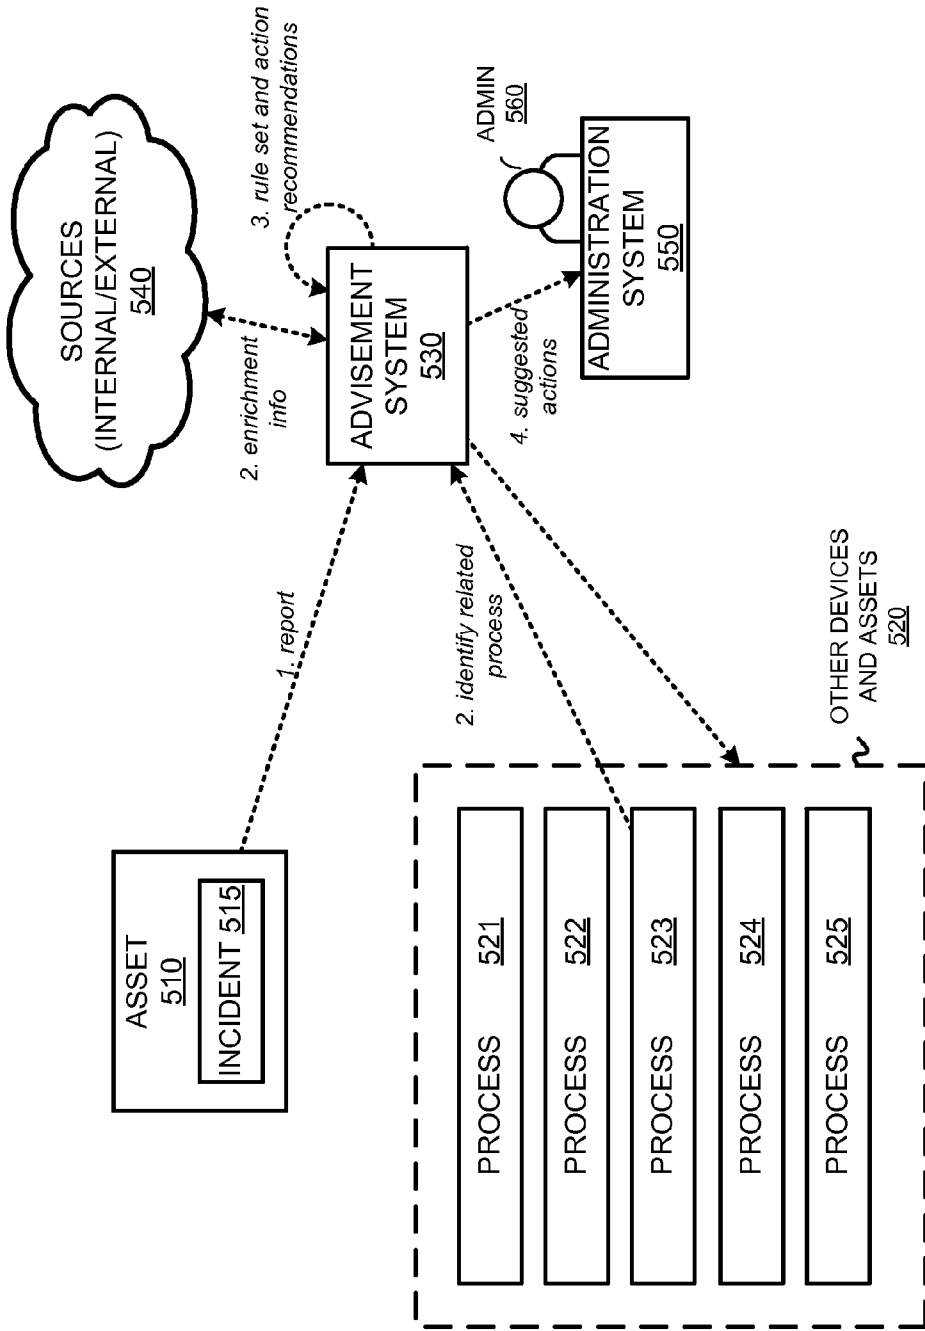 ASSET
510
INCIDENT 515
1. report
SOURCES
(INTERNAL/EXTERNAL)
540
2. enrichment
info
3. rule set and action
recommendations
ADVISEMENT
SYSTEM
530
2. identify related
process
4. suggested
actions
ADMIN
560
ADMINISTRATION
SYSTEM
550
OTHER DEVICES
AND ASSETS
520
PROCESS 521
PROCESS 522
PROCESS 523
PROCESS 524
PROCESS 525